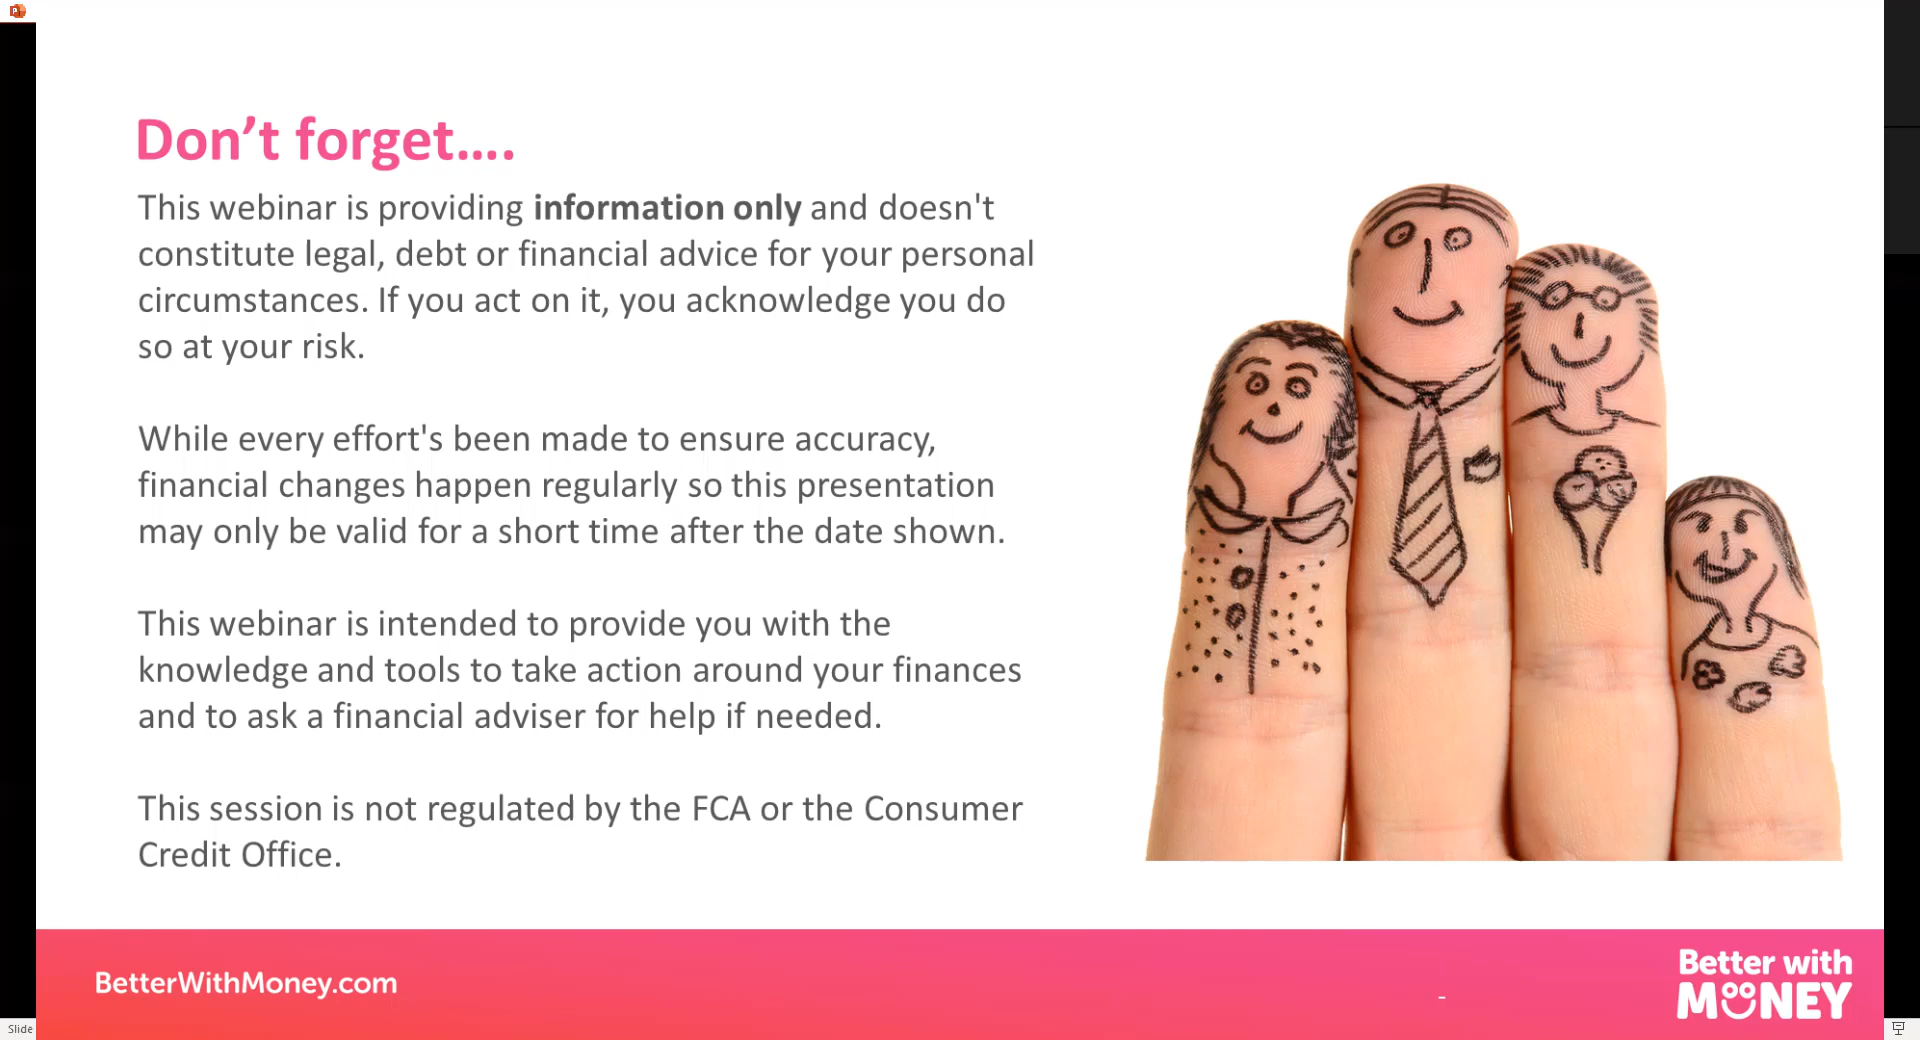 Don’t forget....
This webinar is providing information only and doesn't
constitute legal, debt or financial advice for your personal
circumstances. If you act on it, you acknowledge you do
so at your risk.
While every effort's been made to ensure accuracy,
financial changes happen regularly so this presentation
may only be valid for a short time after the date shown.
This webinar is intended to provide you with the
knowledge and tools to take action around your finances
and to ask a financial adviser for help if needed.
This session is not regulated by the FCA or the Consumer
Credit Office.
BetterWithMoney.com
-
Better with
MONEY
Slide